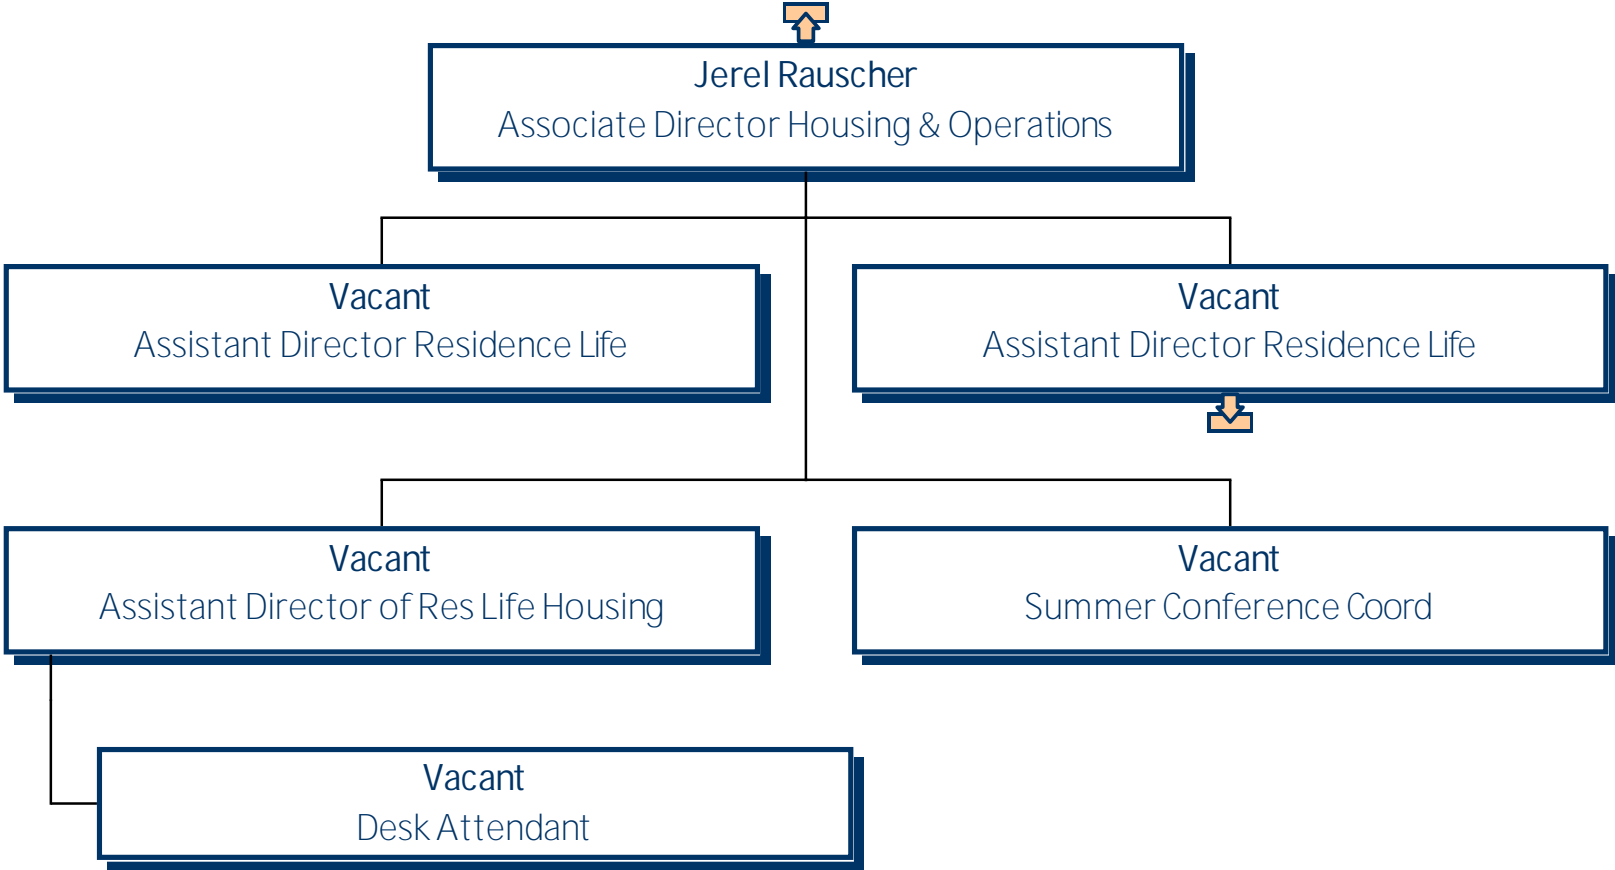 Jerel Rauscher
Associate Director Housing & Operations
Vacant
Assistant Director Residence Life
Vacant
Assistant Director Residence Life
Vacant
Assistant Director of Res Life Housing
Vacant
Summer Conference Coord
Vacant
Desk Attendant